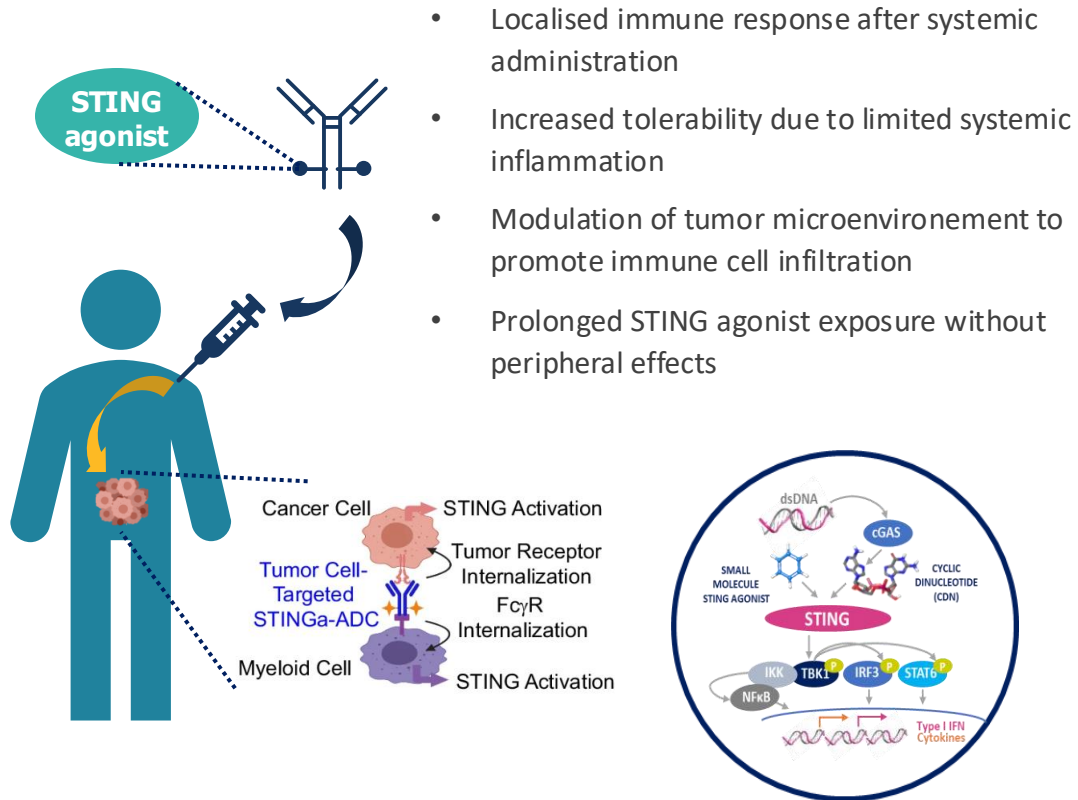 • Localised immune response after systemic
administration
• Increased tolerability due to limited systemic
inflammation
• Modulation of tumor microenvironement to
promote immune cell infiltration
• Prolonged STING agonist exposure without
peripheral effects
STING
agonist
Cancer Cell
STING Activation
Tumor Receptor
Internalization
Tumor Cell-
Targeted
STINGa-ADC
FcγR
Internalization
Myeloid Cell
STING Activation
dsDNA
cGAS
SMALL
MOLECULE
STING AGONIST
CYCLIC
DINUCLEOTIDE
(CDN)
STING
IKK
TBK1
P
IRF3
P
STAT6
P
NFκB
Type I IFN
Cytokines